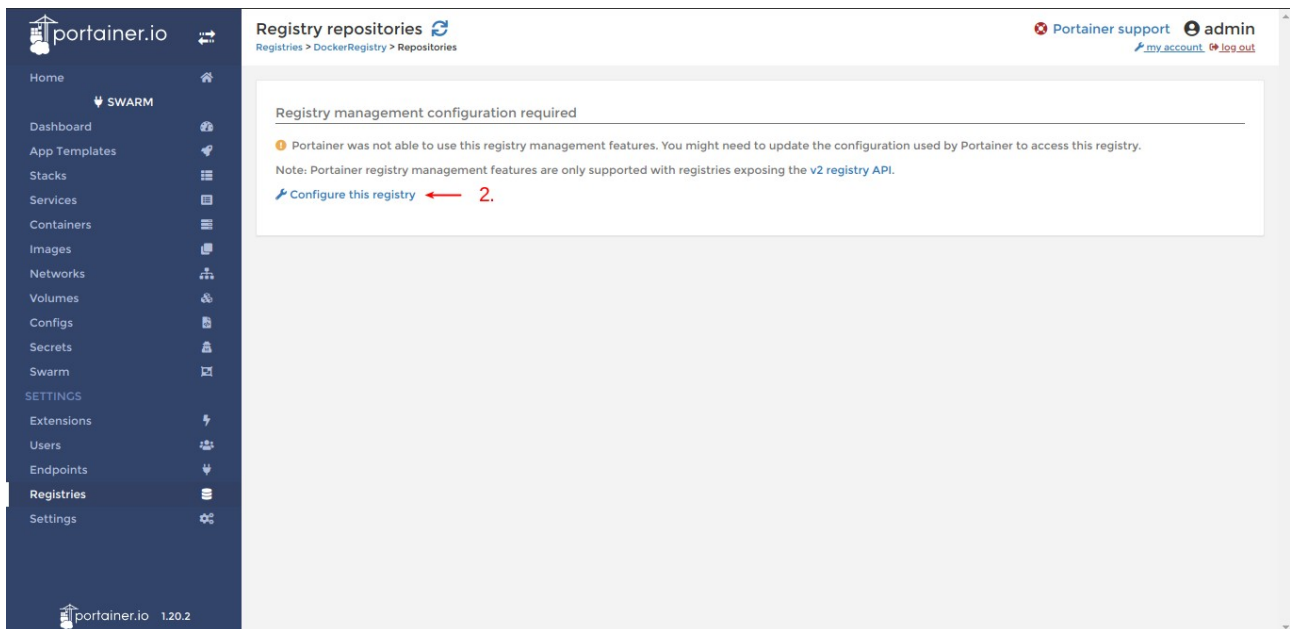 portainer.io
Home
SWARM
Dashboard
App Templates
Stacks
Services
Containers
Images
Networks
Volumes
Configs
Secrets
Swarm
SETTINGS
Extensions
Users
Endpoints
Registries
Settings
portainer.io 1.20.2
Registry repositories
Registries > DockerRegistry > Repositories
Portainer support admin
my account log out
Registry management configuration required
Portainer was not able to use this registry management features. You might need to update the configuration used by Portainer to access this registry.
Note: Portainer registry management features are only supported with registries exposing the v2 registry API.
Configure this registry 2.